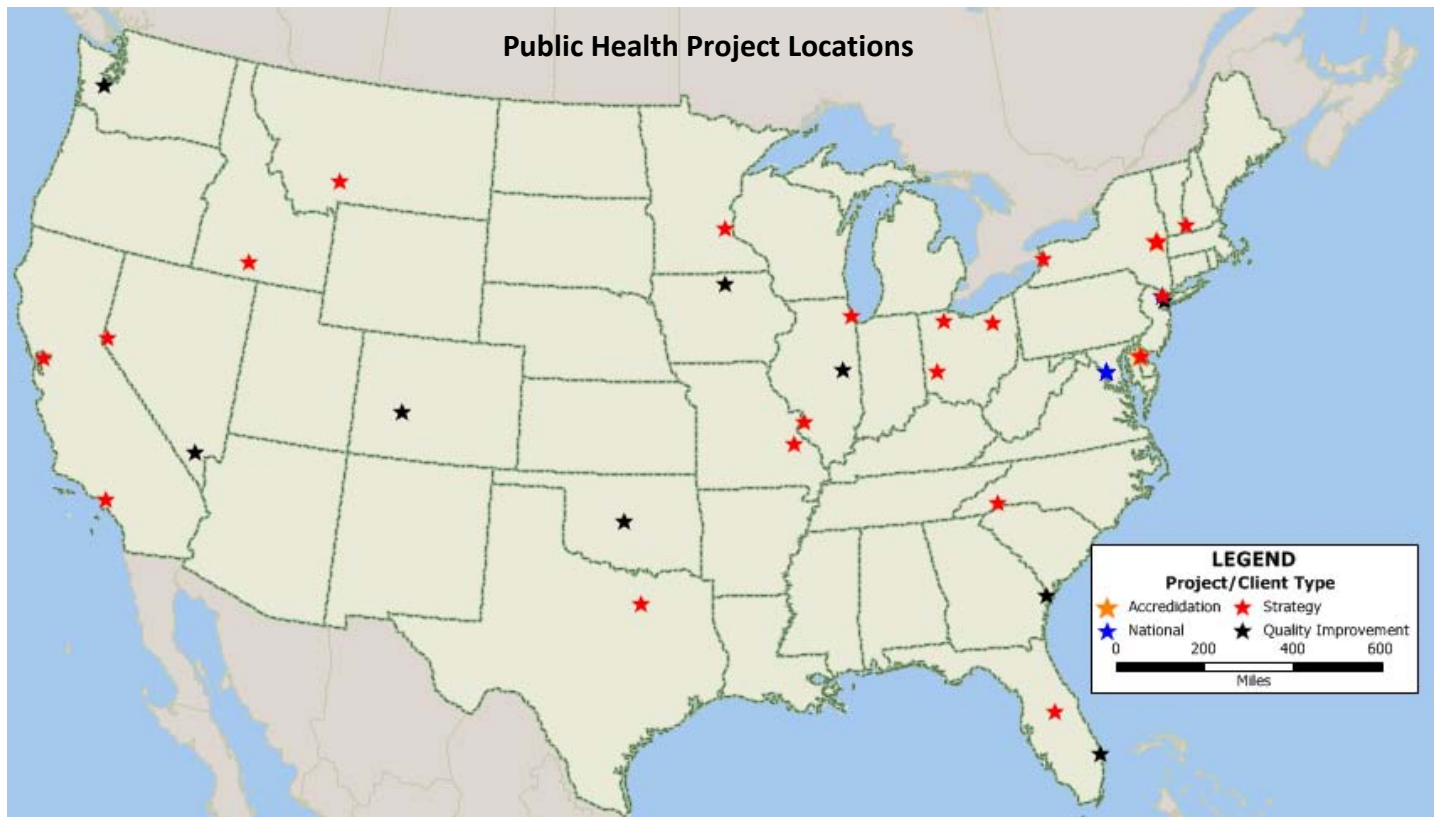 Public Health Project Locations
LEGEND
Project/Client Type
Accredidation Strategy
National Quality Improvement
0 200 400 600
Miles